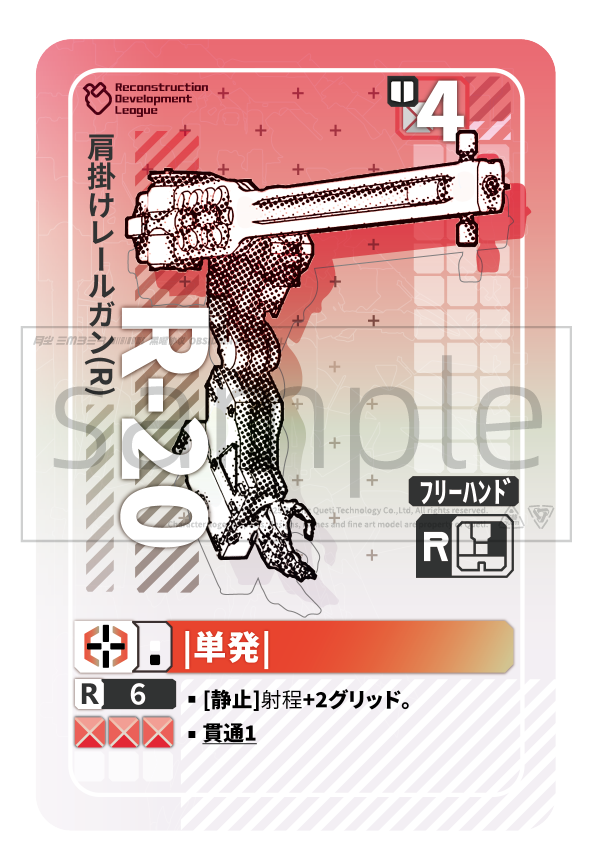 Reconstruction
Development
League
4
肩掛けレールガン(R)
R-20
sample
フリーハンド
R
|単発|
R 6
▪ [静止]射程+2グリッド。
▪ 貫通1